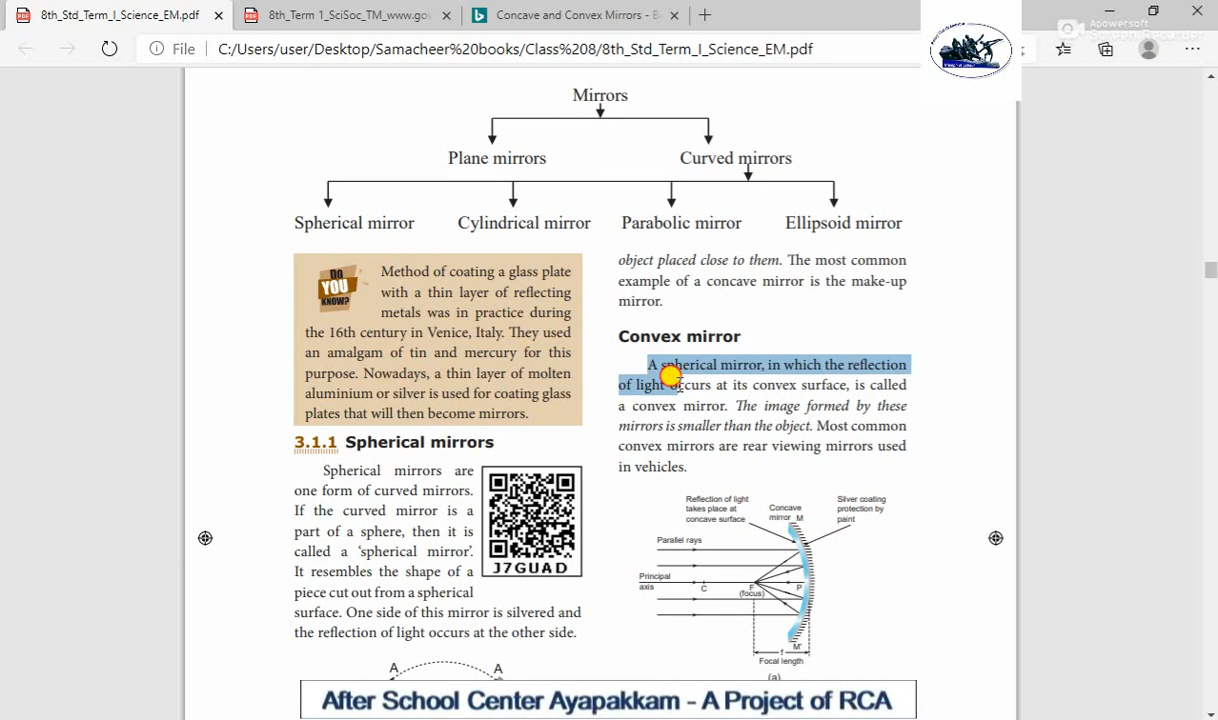 8th_Std_Term_I_Science_EM.pdf
8th_Term 1_SciSoc_TM_www.gov
Concave and Convex Mirrors - B
Apowersoft
Screen Recorder
File
C:/Users/user/Desktop/Samacheer%20books/Class%208/8th_Std_Term_I_Science_EM.pdf
Mirrors
Plane mirrors
Curved mirrors
Spherical mirror
Cylindrical mirror
Parabolic mirror
Ellipsoid mirror
DO
YOU
KNOW?
Method of coating a glass plate
with a thin layer of reflecting
metals was in practice during
the 16th century in Venice, Italy. They used
an amalgam of tin and mercury for this
purpose. Nowadays, a thin layer of molten
aluminium or silver is used for coating glass
plates that will then become mirrors.
3.1.1 Spherical mirrors
Spherical mirrors are
one form of curved mirrors.
If the curved mirror is a
part of a sphere, then it is
called a ‘spherical mirror’.
It resembles the shape of a
piece cut out from a spherical
surface. One side of this mirror is silvered and
the reflection of light occurs at the other side.
J7GUAD
A
A
object placed close to them. The most common
example of a concave mirror is the make-up
mirror.
Convex mirror
A spherical mirror, in which the reflection
of light occurs at its convex surface, is called
a convex mirror. The image formed by these
mirrors is smaller than the object. Most common
convex mirrors are rear viewing mirrors used
in vehicles.
Reflection of light
takes place at
concave surface
Concave
mirror M
Silver coating
protection by
paint
Parallel rays
Principal
axis
C
F
(focus)
P
M'
f
Focal length
(a)
After School Center Ayapakkam - A Project of RCA